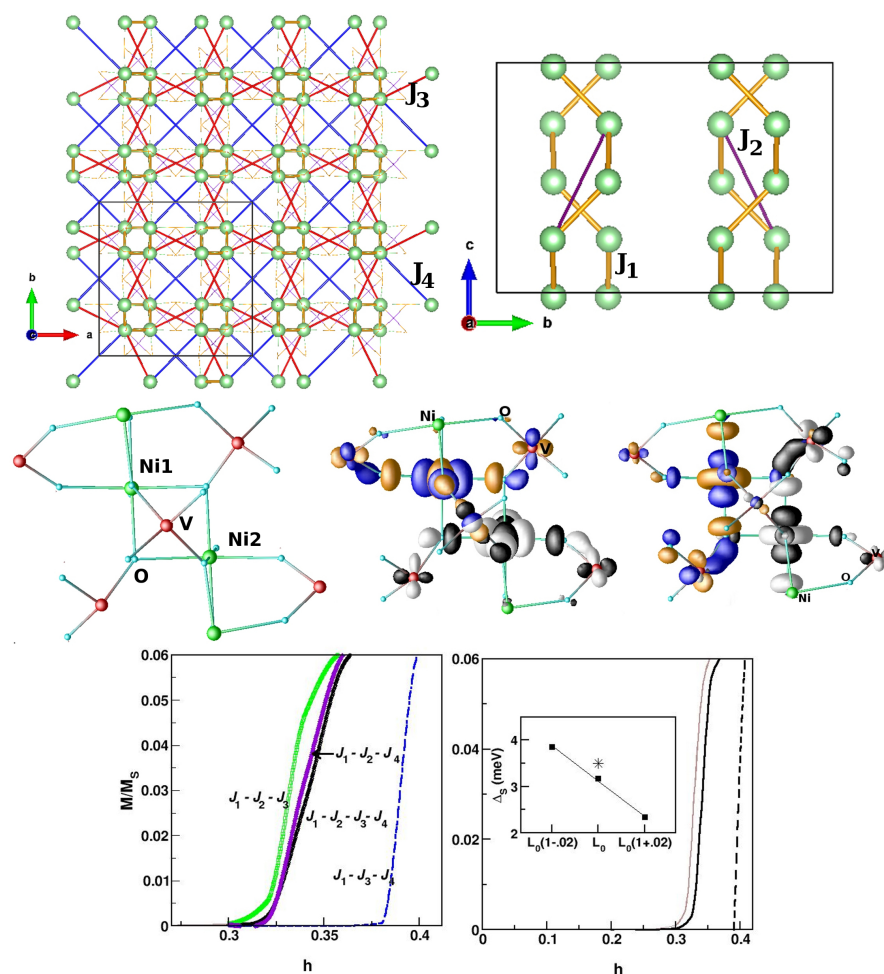 J₃
J₄
b
c
a
J₂
J₁
c
a
b
Ni1
V
Ni2
O
Ni
O
V
V
O
Ni
0.06
0.05
0.04
0.03
0.02
0.01
0
M/Mₛ
J₁ - J₂ - J₄
J₁ - J₂ - J₃
J₁ - J₂ - J₃ - J₄
J₁ - J₃ - J₄
0.3
0.35
0.4
h
0.06
0.04
0.02
0
4
3
2
Δₛ (meV)
L₀(1-.02)
L₀
L₀(1+.02)
0
0.1
0.2
0.3
0.4
h